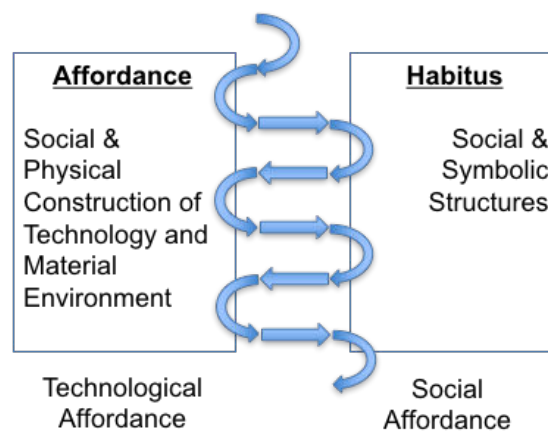 Affordance
Social &
Physical
Construction of
Technology and
Material
Environment
Habitus
Social &
Symbolic
Structures
Technological
Affordance
Social
Affordance